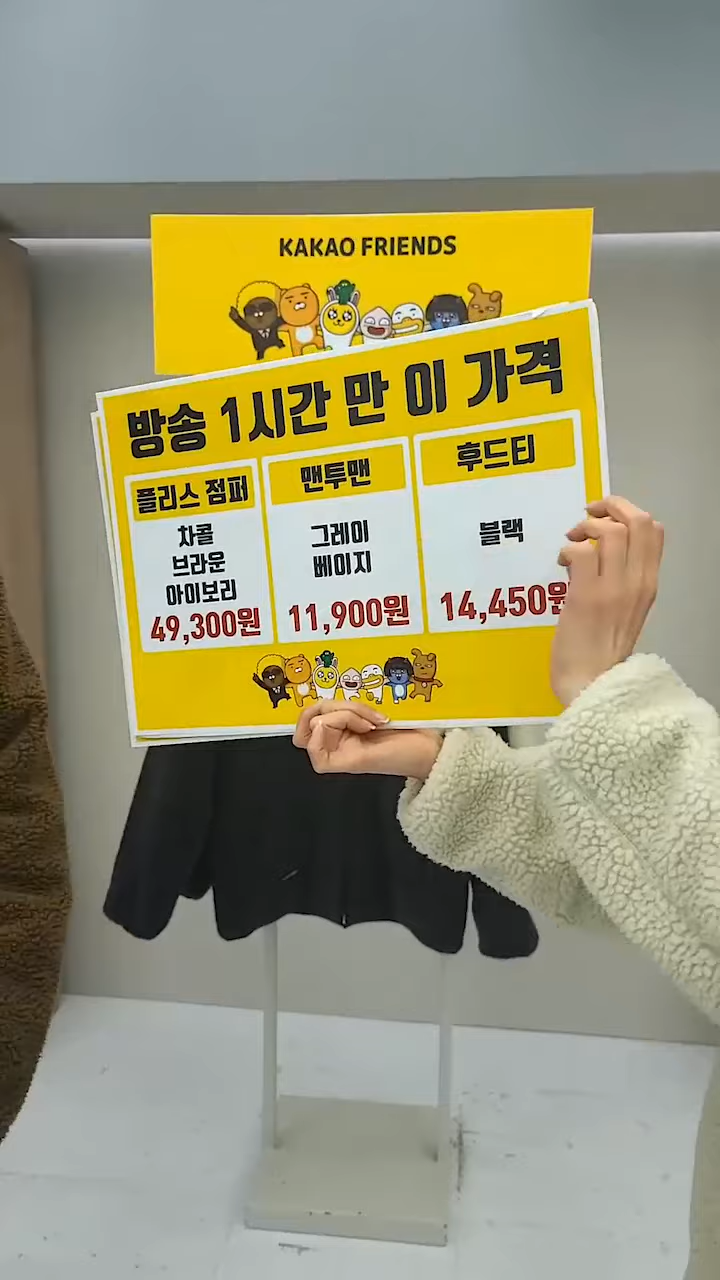 KAKAO FRIENDS
방송 1시간 만 이 가격
플리스 점퍼
차콜
브라운
아이보리
49,300원
맨투맨
그레이
베이지
11,900원
후드티
블랙
14,450원